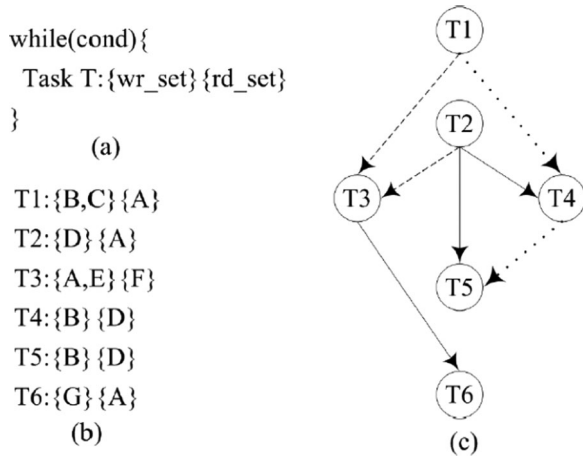 while(cond){
Task T:{wr_set}{rd_set}
}
(a)
T1:{B,C}{A}
T2:{D}{A}
T3:{A,E}{F}
T4:{B}{D}
T5:{B}{D}
T6:{G}{A}
(b)
T1
T2
T3
T4
T5
T6
(c)